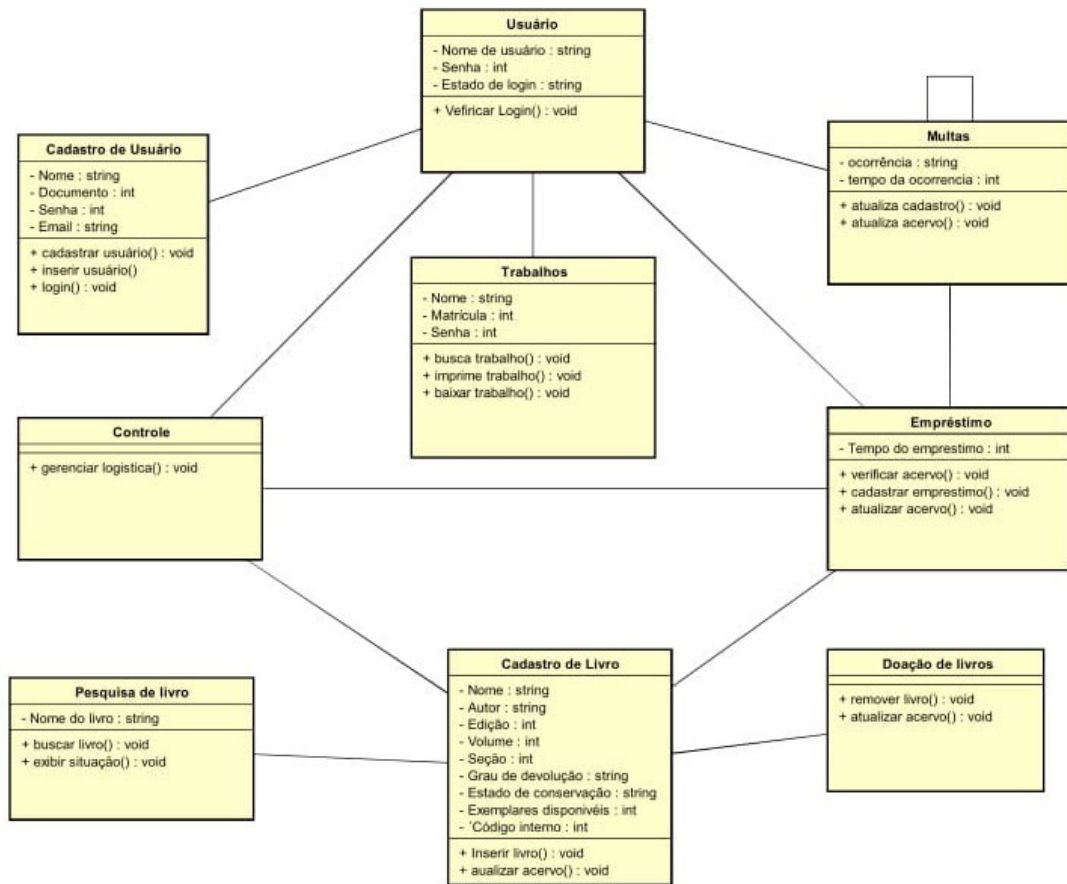 Usuário
- Nome de usuário : string
- Senha : int
- Estado de login : string
+ Vefiricar Login() : void
Cadastro de Usuário
- Nome : string
- Documento : int
- Senha : int
- Email : string
+ cadastrar usuário() : void
+ inserir usuário()
+ login() : void
Multas
- ocorrência : string
- tempo da ocorrencia : int
+ atualiza cadastro() : void
+ atualiza acervo() : void
Trabalhos
- Nome : string
- Matrícula : int
- Senha : int
+ busca trabalho() : void
+ imprime trabalho() : void
+ baixar trabalho() : void
Controle
+ gerenciar logistica() : void
Empréstimo
- Tempo do emprestimo : int
+ verificar acervo() : void
+ cadastrar emprestimo() : void
+ atualizar acervo() : void
Pesquisa de livro
- Nome do livro : string
+ buscar livro() : void
+ exibir situação() : void
Cadastro de Livro
- Nome : string
- Autor : string
- Edição : int
- Volume : int
- Seção : int
- Grau de devolução : string
- Estado de conservação : string
- Exemplares disponivéis : int
- ´Código interno : int
+ Inserir livro() : void
+ aualizar acervo() : void
Doação de livros
+ remover livro() : void
+ atualizar acervo() : void